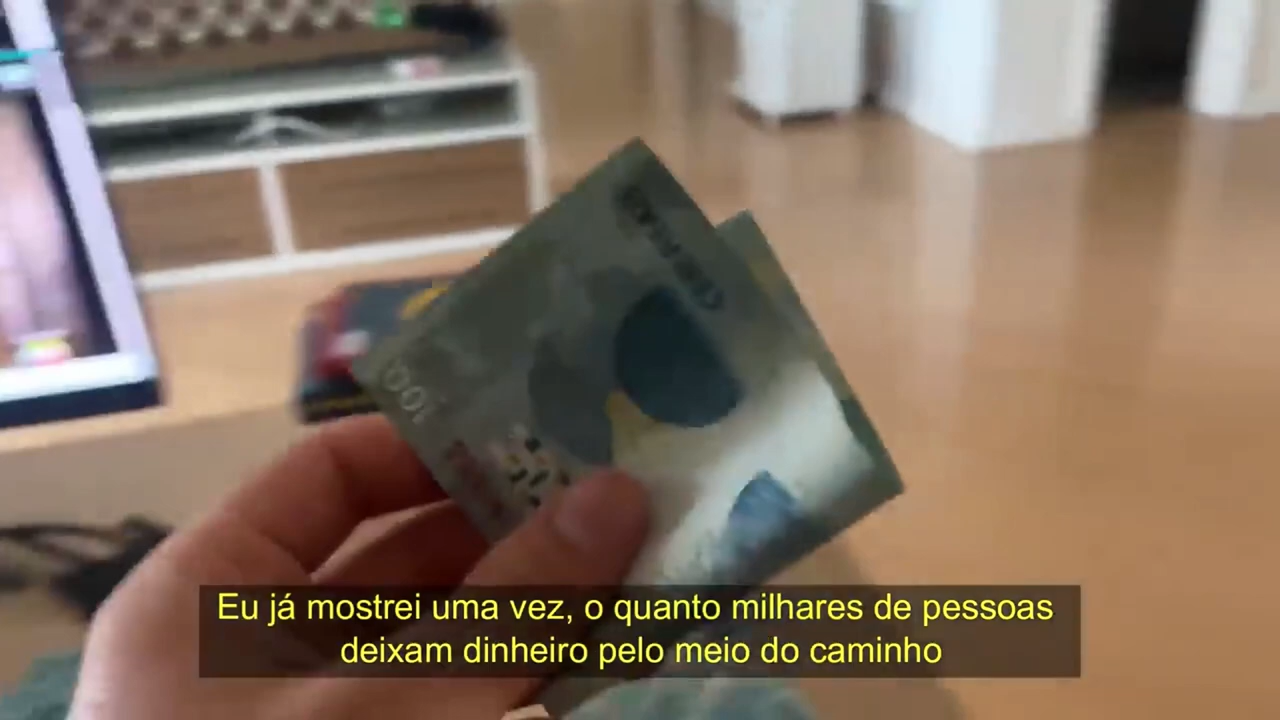 Eu já mostrei uma vez, o quanto milhares de pessoas
deixam dinheiro pelo meio do caminho